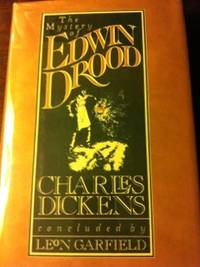 The
Mystery
of
EDWIN
DROOD
CHARLES
DICKENS
concluded by
LEON GARFIELD